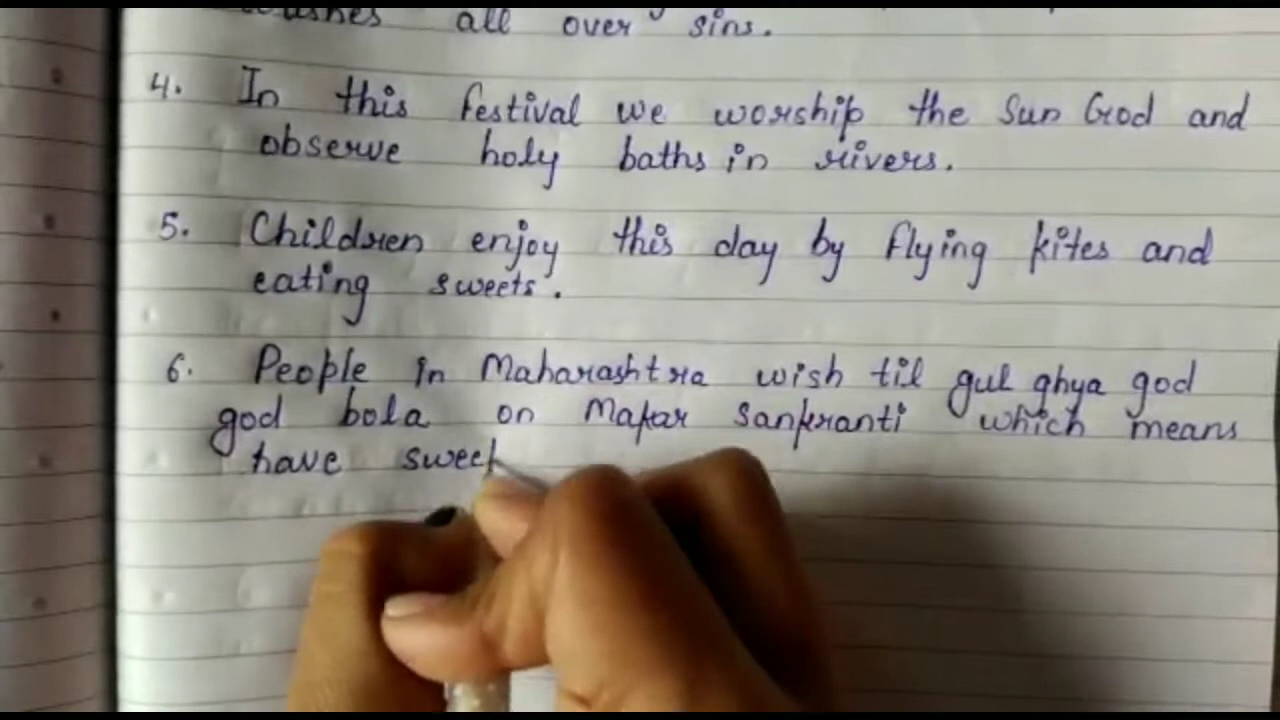 all over sins.
4. In this festival we worship the Sun God and
observe holy baths in rivers.
5. Children enjoy this day by flying kites and
eating sweets.
6. People in Maharashtra wish til gul ghya god
god bola on Makar Sankranti which means
have sweet